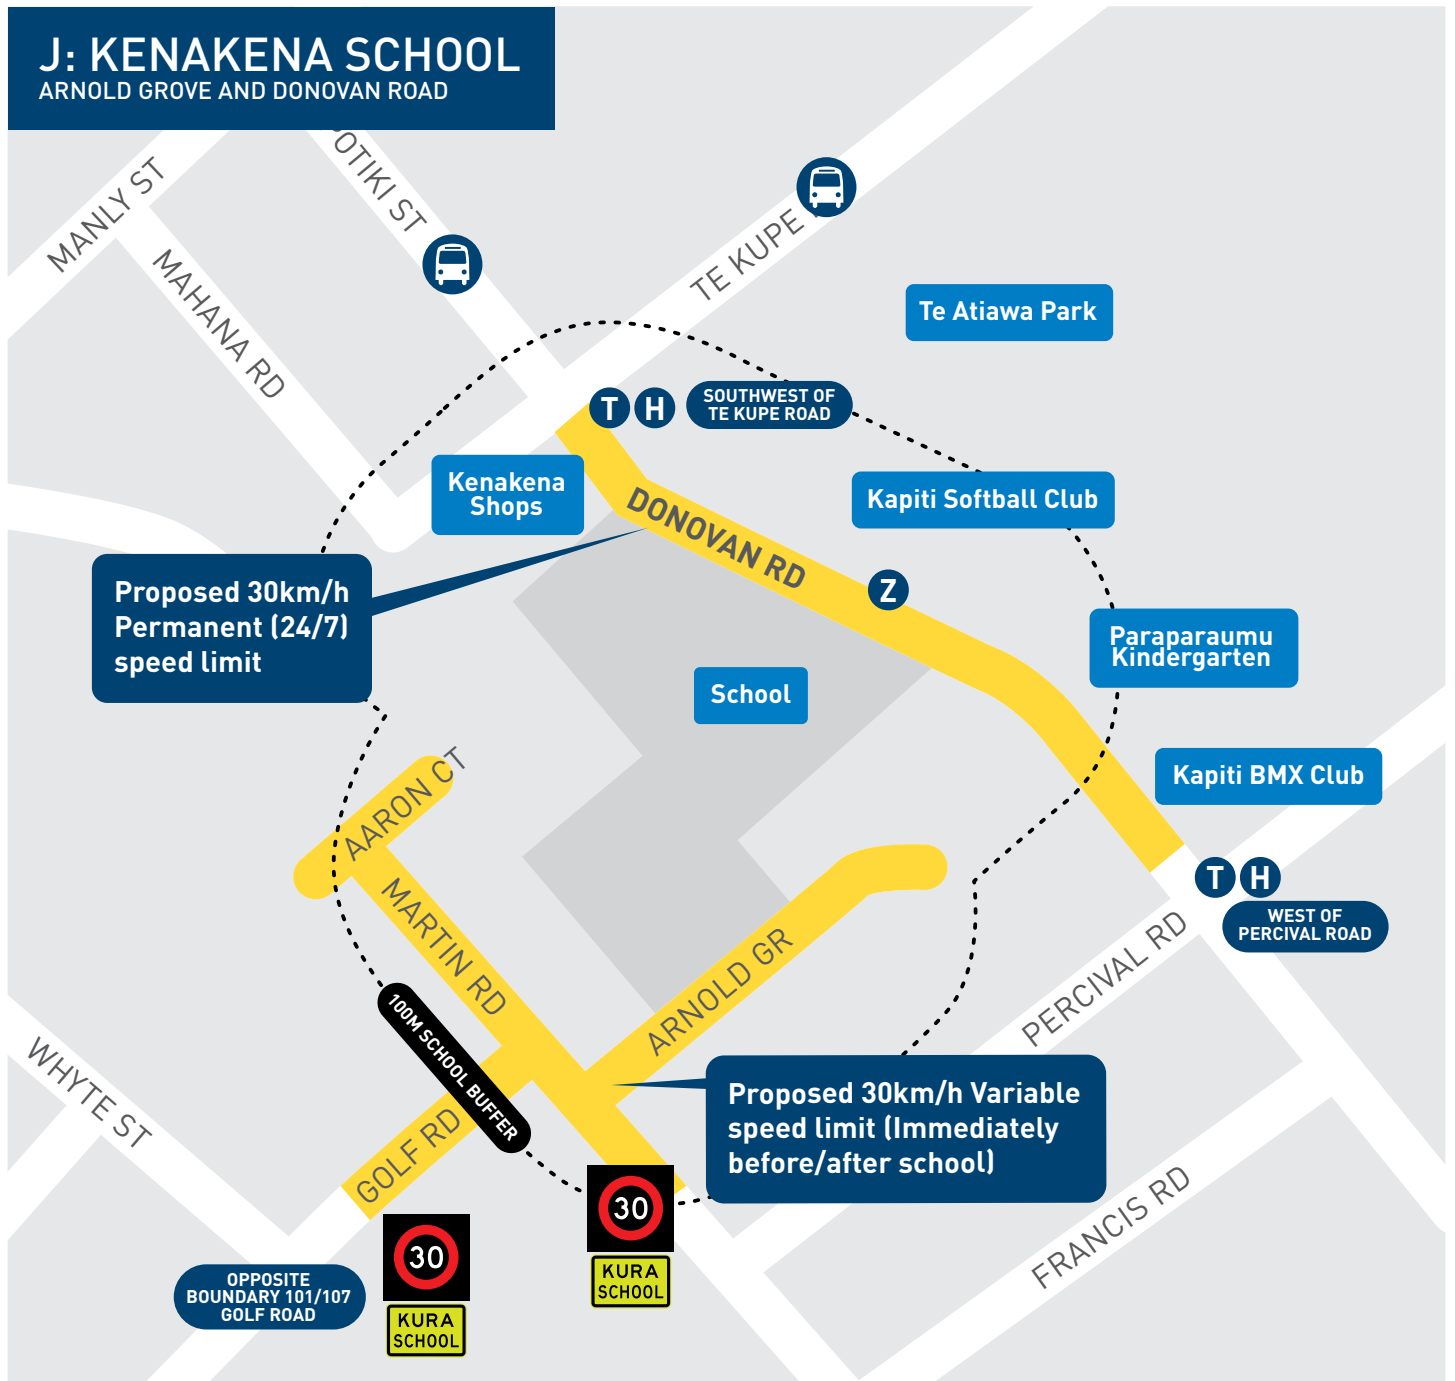 J: KENAKENA SCHOOL
ARNOLD GROVE AND DONOVAN ROAD
MANLY ST
POTIKI ST
MAHANA RD
TE KUPE
Te Atiawa Park
T H
SOUTHWEST OF
TE KUPE ROAD
Kenakena
Shops
Kapiti Softball Club
DONOVAN RD
Z
Proposed 30km/h
Permanent (24/7)
speed limit
Paraparaumu
Kindergarten
School
Kapiti BMX Club
AARON CT
T H
WEST OF
PERCIVAL ROAD
MARTIN RD
ARNOLD GR
PERCIVAL RD
100M SCHOOL BUFFER
WHYTE ST
GOLF RD
Proposed 30km/h Variable
speed limit (Immediately
before/after school)
FRANCIS RD
30
KURA
SCHOOL
30
KURA
SCHOOL
OPPOSITE
BOUNDARY 101/107
GOLF ROAD